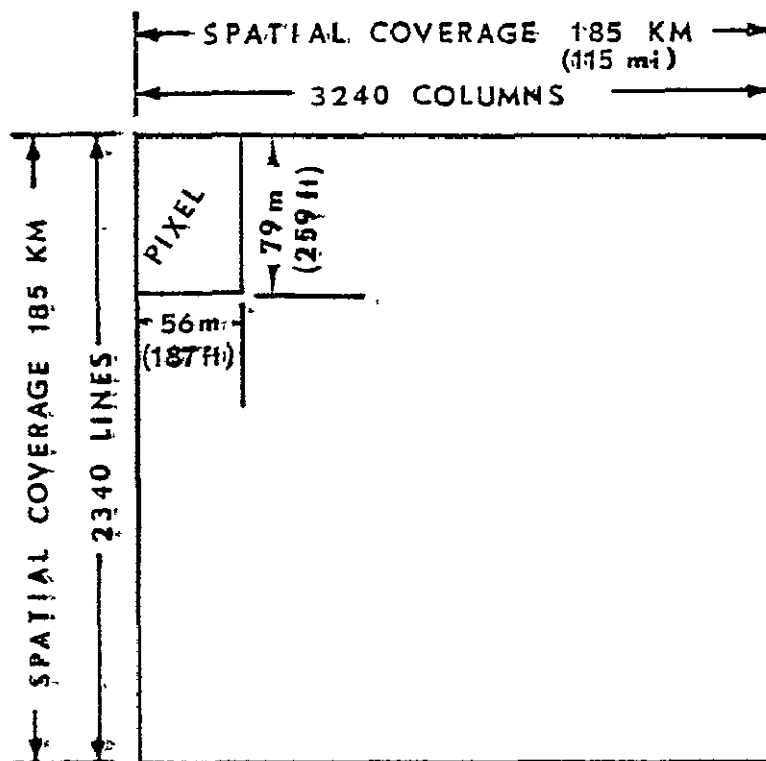 SPATIAL COVERAGE 185 KM
(115 mi)
3240 COLUMNS
SPATIAL COVERAGE 185 KM
2340 LINES
PIXEL
79 m
(259 ft)
56 m
(187 ft)